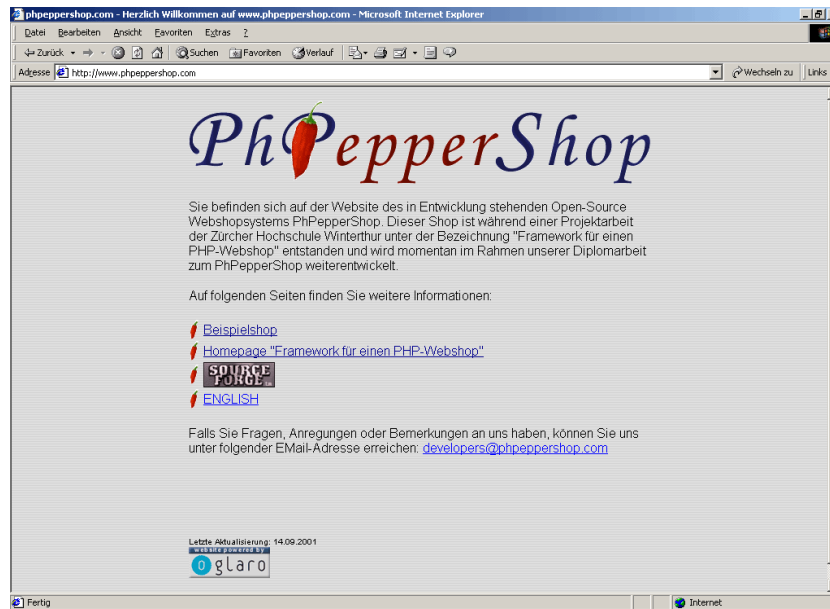 phpeppershop.com - Herzlich Willkommen auf www.phpeppershop.com - Microsoft Internet Explorer
Datei Bearbeiten Ansicht Favoriten Extras ?
Zurück Suchen Favoriten Verlauf
Adresse http://www.phpeppershop.com Wechseln zu Links
PhPepperShop
Sie befinden sich auf der Website des in Entwicklung stehenden Open-Source
Webshopsystems PhPepperShop. Dieser Shop ist während einer Projektarbeit
der Zürcher Hochschule Winterthur unter der Bezeichnung "Framework für einen
PHP-Webshop" entstanden und wird momentan im Rahmen unserer Diplomarbeit
zum PhPepperShop weiterentwickelt.
Auf folgenden Seiten finden Sie weitere Informationen:
Beispielshop
Homepage "Framework für einen PHP-Webshop"
SOURCE
FORGE
ENGLISH
Falls Sie Fragen, Anregungen oder Bemerkungen an uns haben, können Sie uns
unter folgender EMail-Adresse erreichen: developers@phpeppershop.com
Letzte Aktualisierung: 14.09.2001
website powered by
oglaro
Fertig Internet